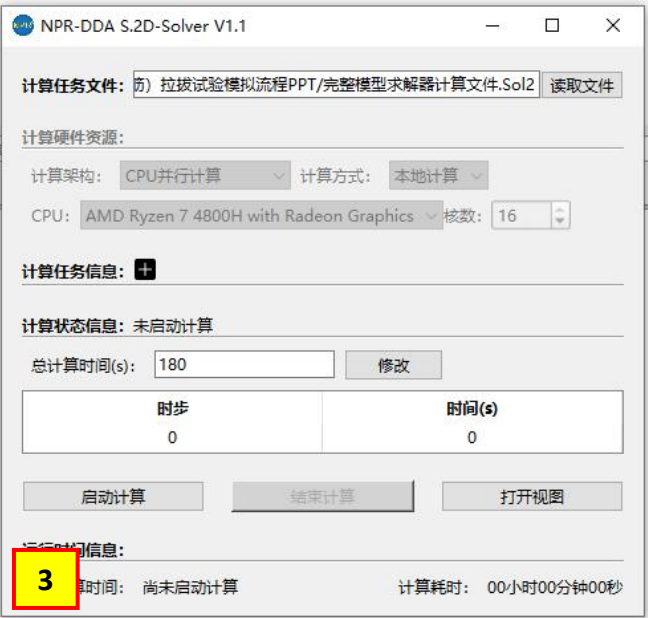 NPR-DDA S.2D-Solver V1.1
计算任务文件: 筋）拉拔试验模拟流程PPT/完整模型求解器计算文件.Sol2 读取文件
计算硬件资源:
计算架构: CPU并行计算 计算方式: 本地计算
CPU: AMD Ryzen 7 4800H with Radeon Graphics 核数: 16
计算任务信息:
计算状态信息: 未启动计算
总计算时间(s): 180 修改
时步 时间(s)
0 0
启动计算 结束计算 打开视图
运行时间信息:
3 算时间: 尚未启动计算 计算耗时: 00小时00分钟00秒